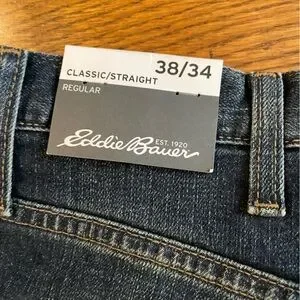 CLASSIC/STRAIGHT 38/34
REGULAR
Eddie Bauer EST. 1920